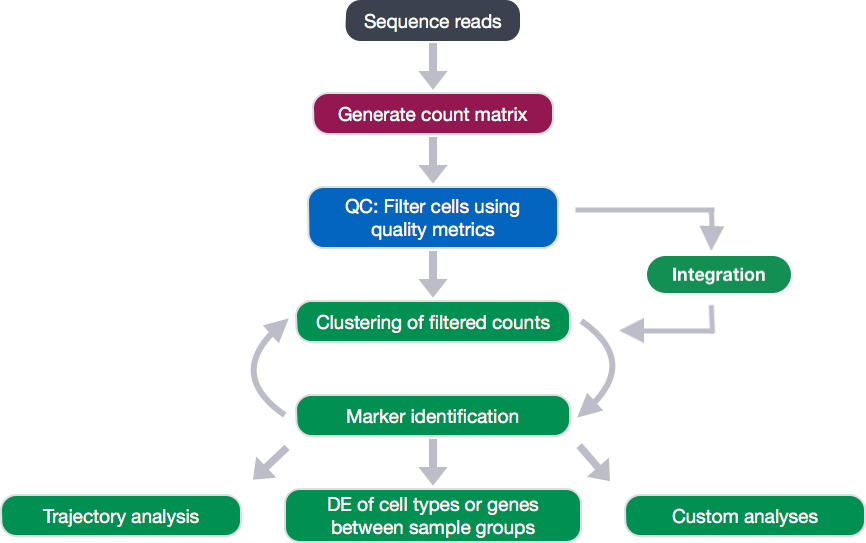 Sequence reads
Generate count matrix
QC: Filter cells using
quality metrics
Integration
Clustering of filtered counts
Marker identification
Trajectory analysis
DE of cell types or genes
between sample groups
Custom analyses